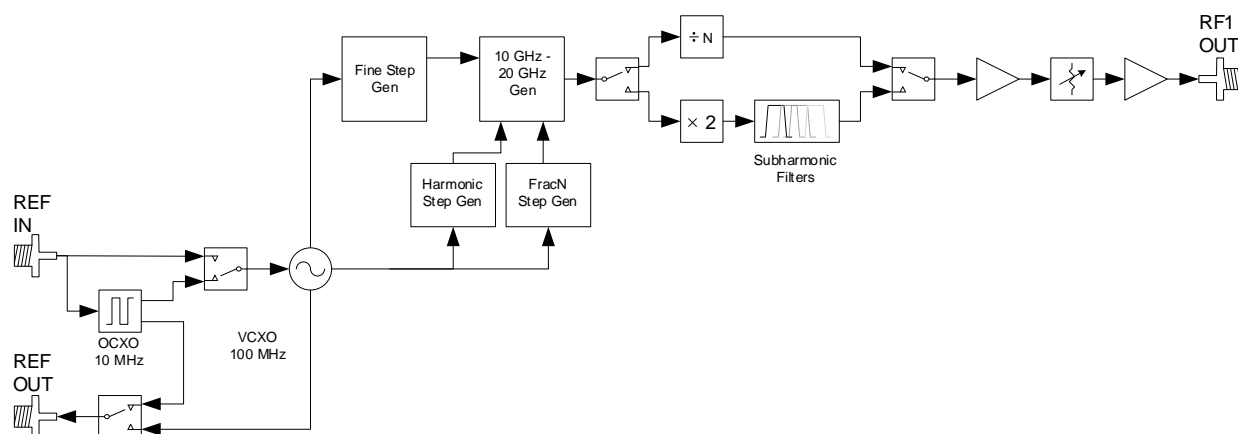 RF1
OUT
÷ N
Fine Step
Gen
10 GHz -
20 GHz
Gen
× 2
Subharmonic
Filters
Harmonic
Step Gen
FracN
Step Gen
REF
IN
OCXO
10 MHz
VCXO
100 MHz
REF
OUT